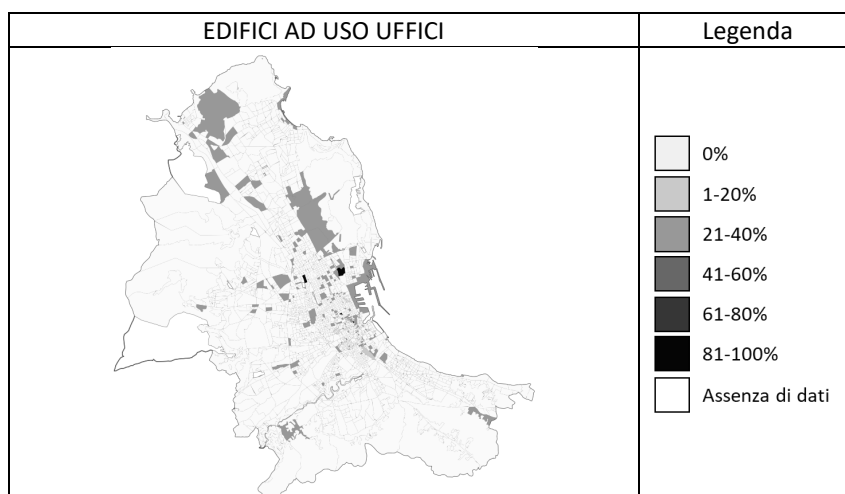 EDIFICI AD USO UFFICI
Legenda
0%
1-20%
21-40%
41-60%
61-80%
81-100%
Assenza di dati